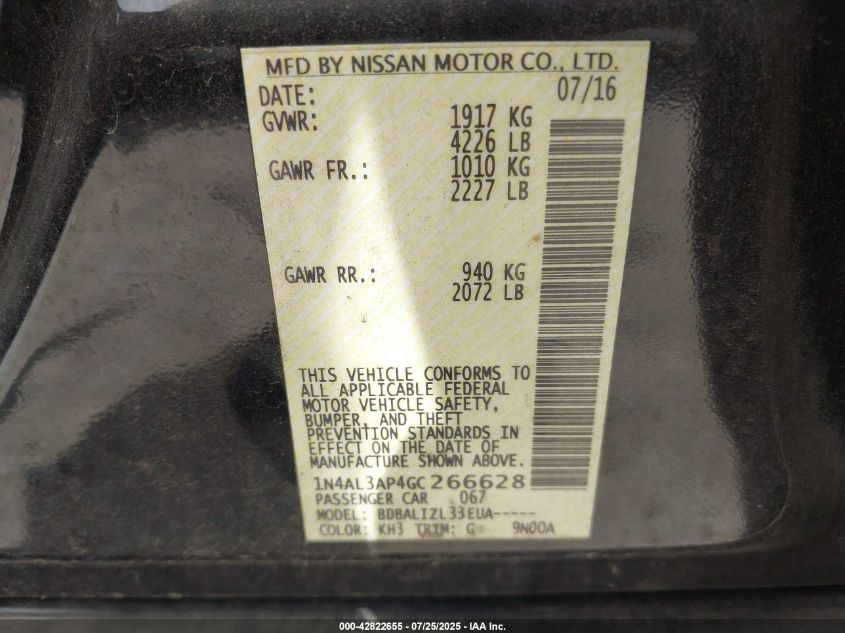 MFD BY NISSAN MOTOR CO., LTD.
DATE: 07/16
GVWR: 1917 KG
4226 LB
GAWR FR.: 1010 KG
2227 LB
GAWR RR.: 940 KG
2072 LB
THIS VEHICLE CONFORMS TO
ALL APPLICABLE FEDERAL
MOTOR VEHICLE SAFETY,
BUMPER, AND THEFT
PREVENTION STANDARDS IN
EFFECT ON THE DATE OF
MANUFACTURE SHOWN ABOVE.
1N4AL3AP4GC266628
PASSENGER CAR 067
MODEL: BDBALIZL33EUA-----
COLOR: KH3 TRIM: G 9N00A
000-42822655 - 07/25/2025 - IAA Inc.